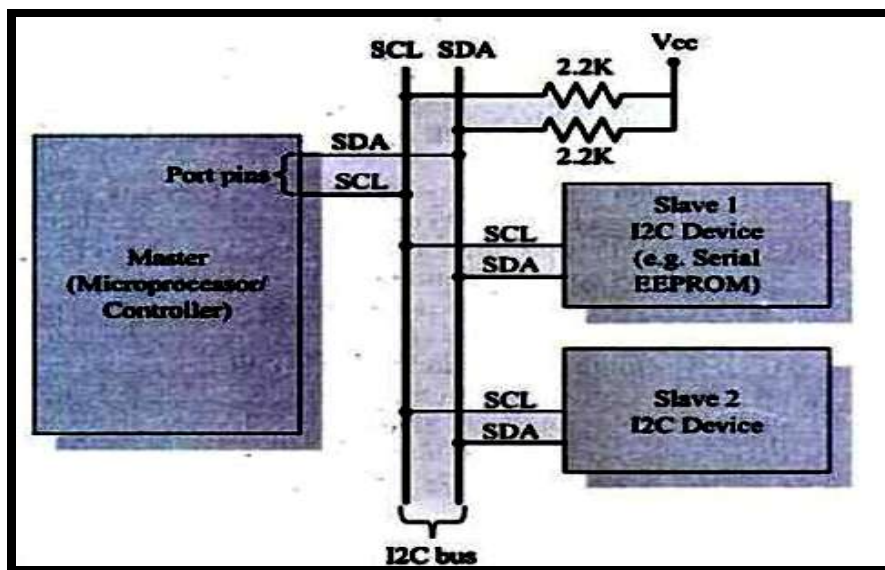 SCL SDA
Vcc
2.2K
2.2K
SDA
Port pins
SCL
Master
(Microprocessor/
Controller)
SCL
SDA
Slave 1
I2C Device
(e.g. Serial
EEPROM)
SCL
SDA
Slave 2
I2C Device
I2C bus